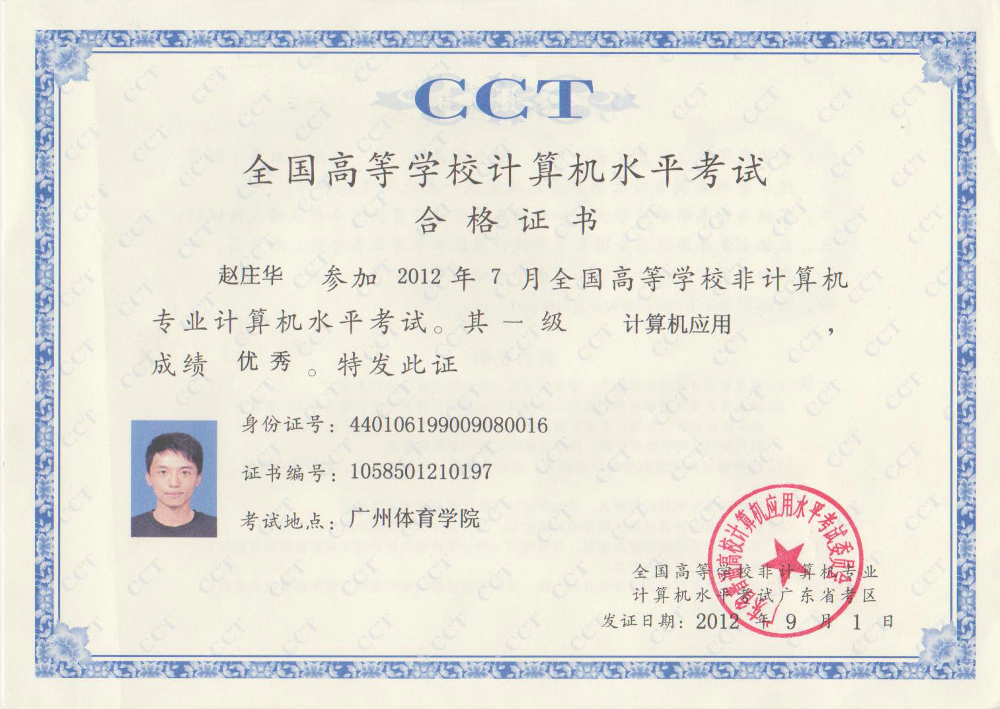 CCT
全国高等学校计算机水平考试
合格证书
赵庄华 参加 2012 年 7 月全国高等学校非计算机
专业计算机水平考试。其一级 计算机应用 ，
成绩 优秀 。特发此证
身份证号：440106199009080016
证书编号：1058501210197
考试地点：广州体育学院
广东省普通高校计算机应用水平考试委员会
全国高等学校非计算机专业
计算机水平考试广东省考区
发证日期：2012 年 9 月 1 日